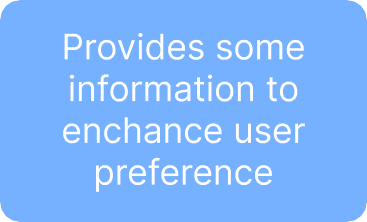 Provides some
information to
enchance user
preference